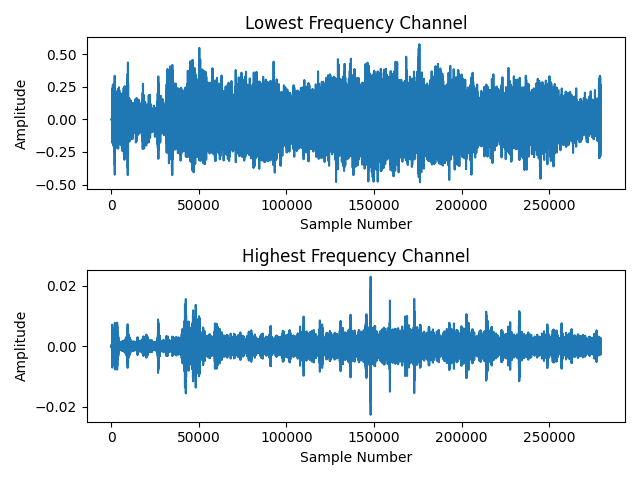 Lowest Frequency Channel
0.50
0.25
0.00
−0.25
−0.50
Amplitude
0 50000 100000 150000 200000 250000
Sample Number
Highest Frequency Channel
0.02
0.00
−0.02
Amplitude
0 50000 100000 150000 200000 250000
Sample Number